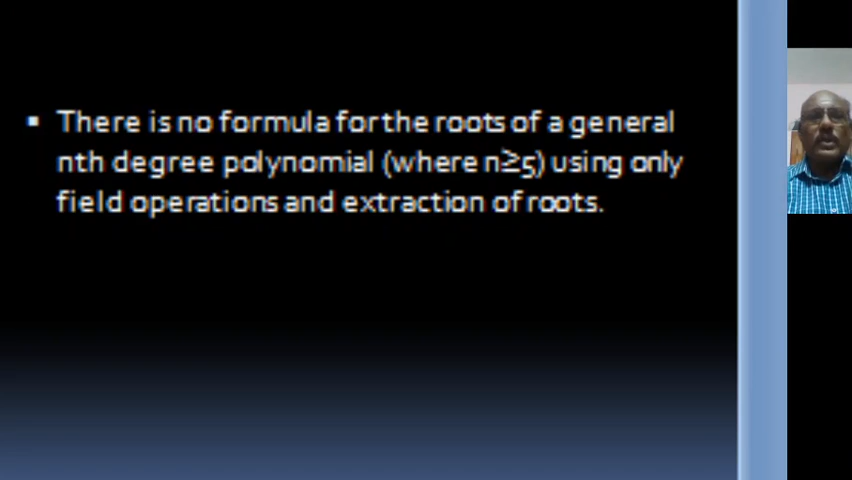 There is no formula for the roots of a general
nth degree polynomial (where n≥5) using only
field operations and extraction of roots.